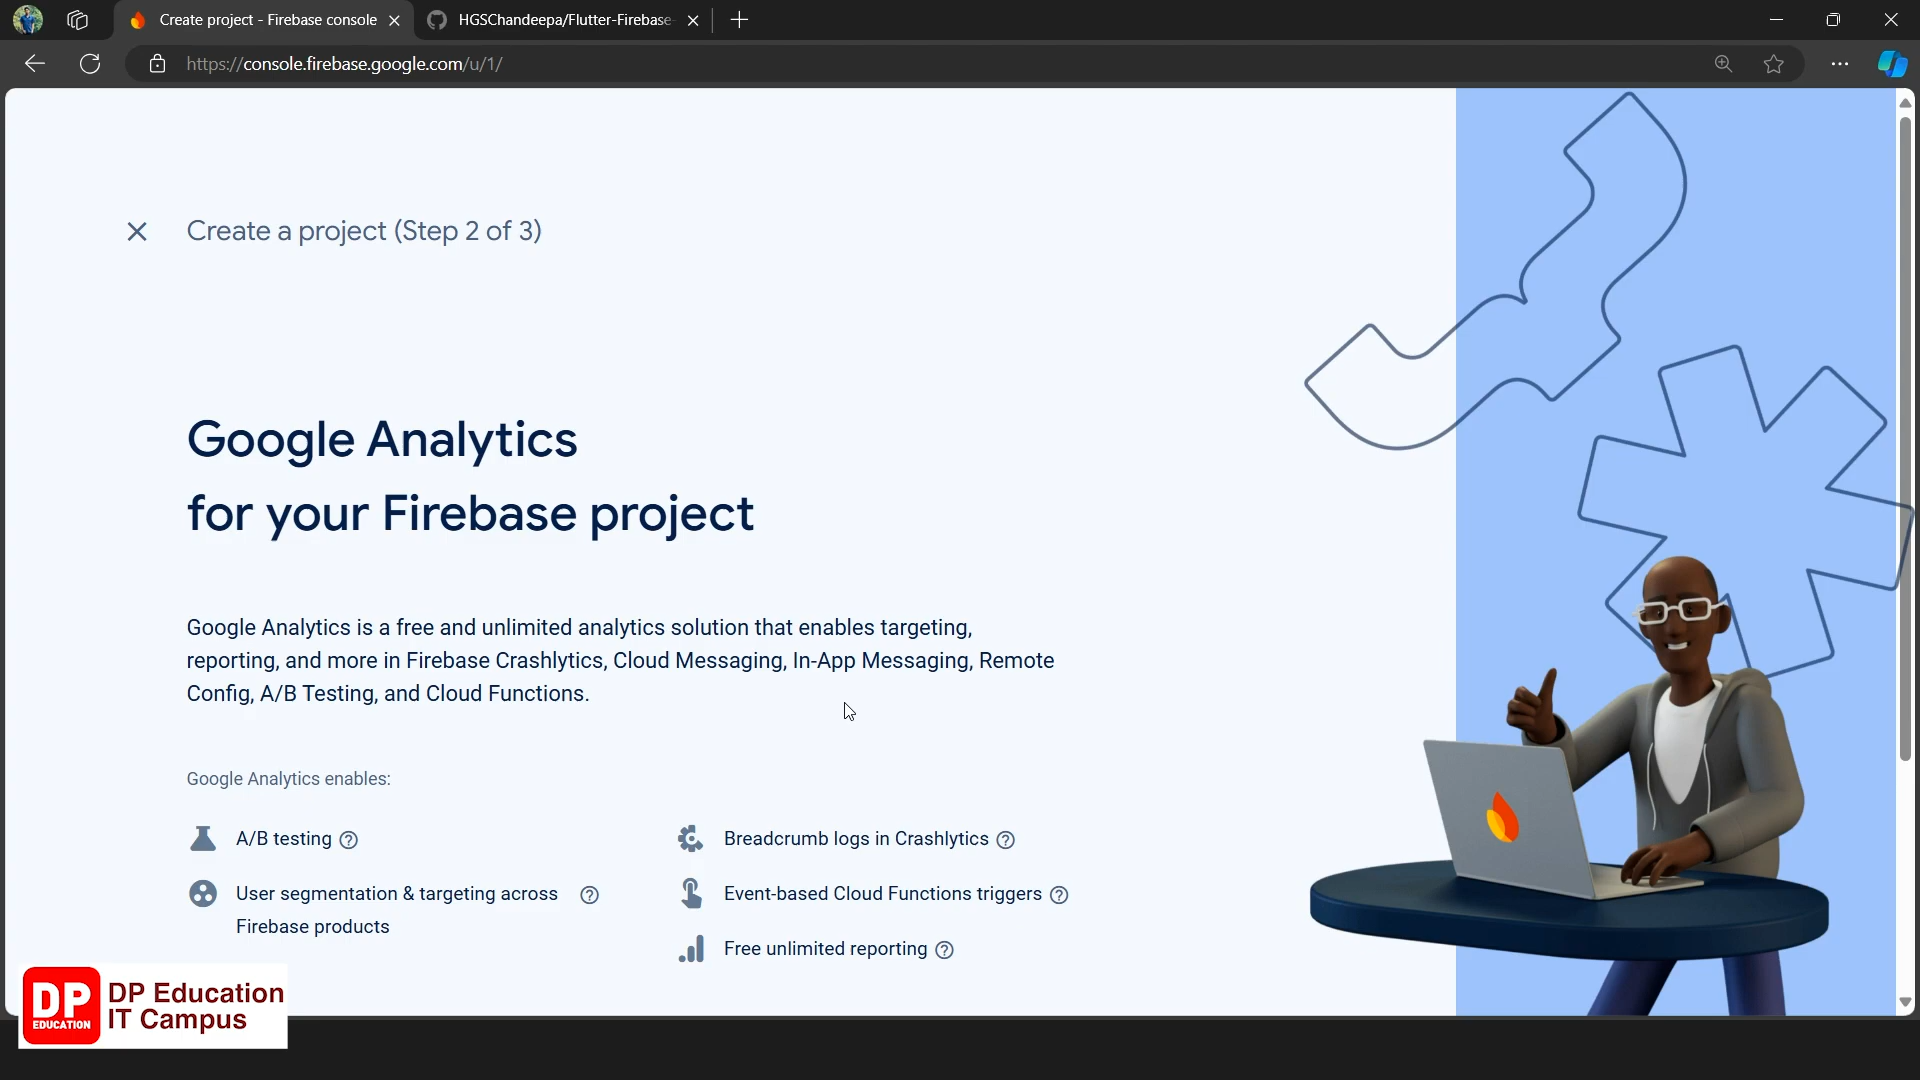 Create project - Firebase console
HGSChandeepa/Flutter-Firebase-
https://console.firebase.google.com/u/1/
Create a project (Step 2 of 3)
Google Analytics
for your Firebase project
Google Analytics is a free and unlimited analytics solution that enables targeting,
reporting, and more in Firebase Crashlytics, Cloud Messaging, In-App Messaging, Remote
Config, A/B Testing, and Cloud Functions.
Google Analytics enables:
A/B testing
Breadcrumb logs in Crashlytics
User segmentation & targeting across
Firebase products
Event-based Cloud Functions triggers
Free unlimited reporting
DP
EDUCATION
DP Education
IT Campus